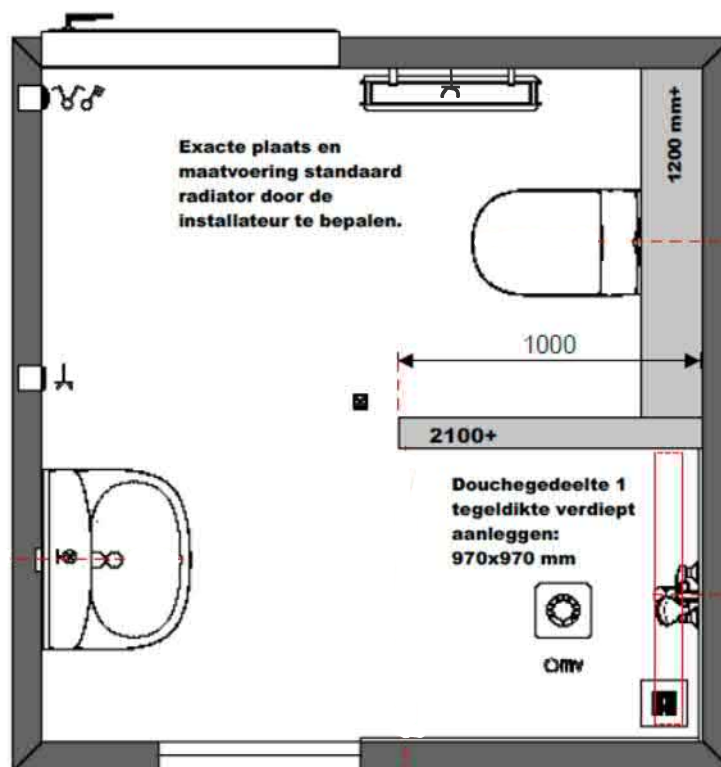 Exacte plaats en
maatvoering standaard
radiator door de
installateur te bepalen.
1200 mm+
1000
2100+
Douchegedeelte 1
tegeldikte verdiept
aanleggen:
970x970 mm
mv